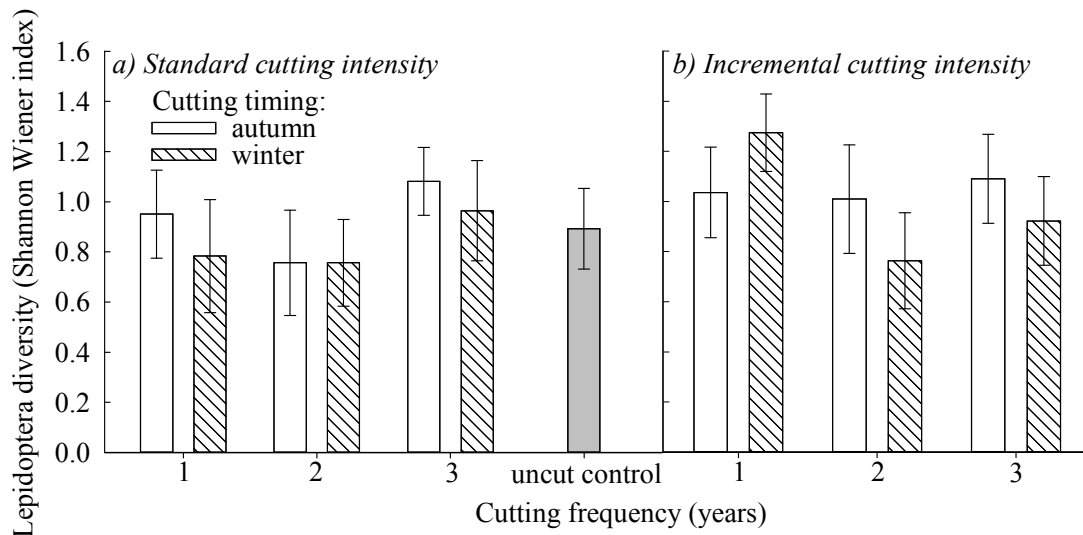 Lepidoptera diversity (Shannon Wiener index)
1.6
1.4
1.2
1.0
0.8
0.6
0.4
0.2
0.0
a) Standard cutting intensity
Cutting timing:
autumn
winter
b) Incremental cutting intensity
1 2 3 uncut control 1 2 3
Cutting frequency (years)